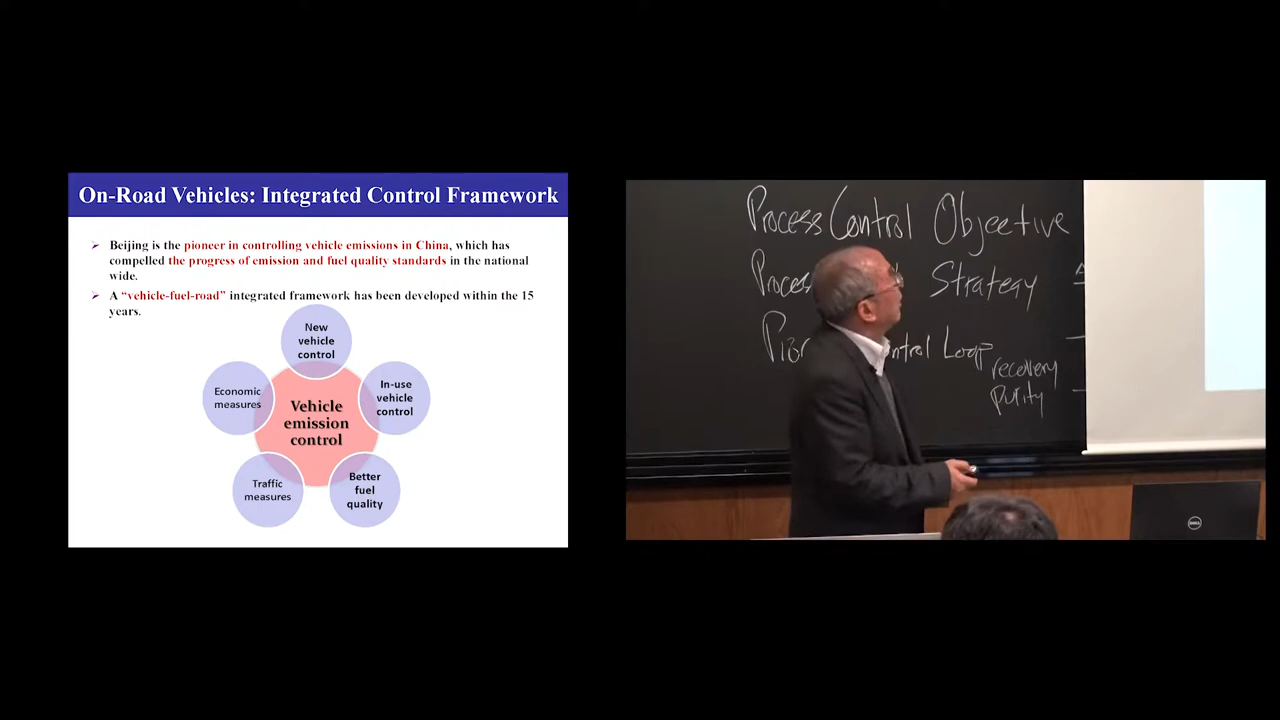 On-Road Vehicles: Integrated Control Framework
Beijing is the pioneer in controlling vehicle emissions in China, which has
compelled the progress of emission and fuel quality standards in the national
wide.
A “vehicle-fuel-road” integrated framework has been developed within the 15
years.
New
vehicle
control
Economic
measures
In-use
vehicle
control
Vehicle
emission
control
Traffic
measures
Better
fuel
quality
Process Control Objective
Process Strategy
Control Loop
recovery
purity
DELL